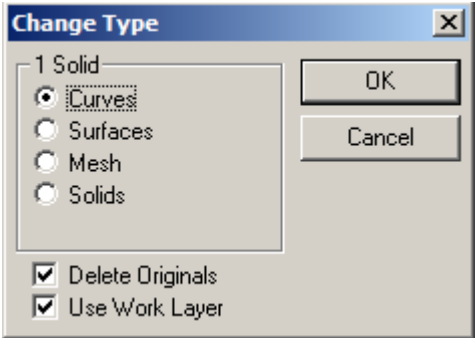 Change Type
1 Solid
Curves
Surfaces
Mesh
Solids
OK
Cancel
Delete Originals
Use Work Layer